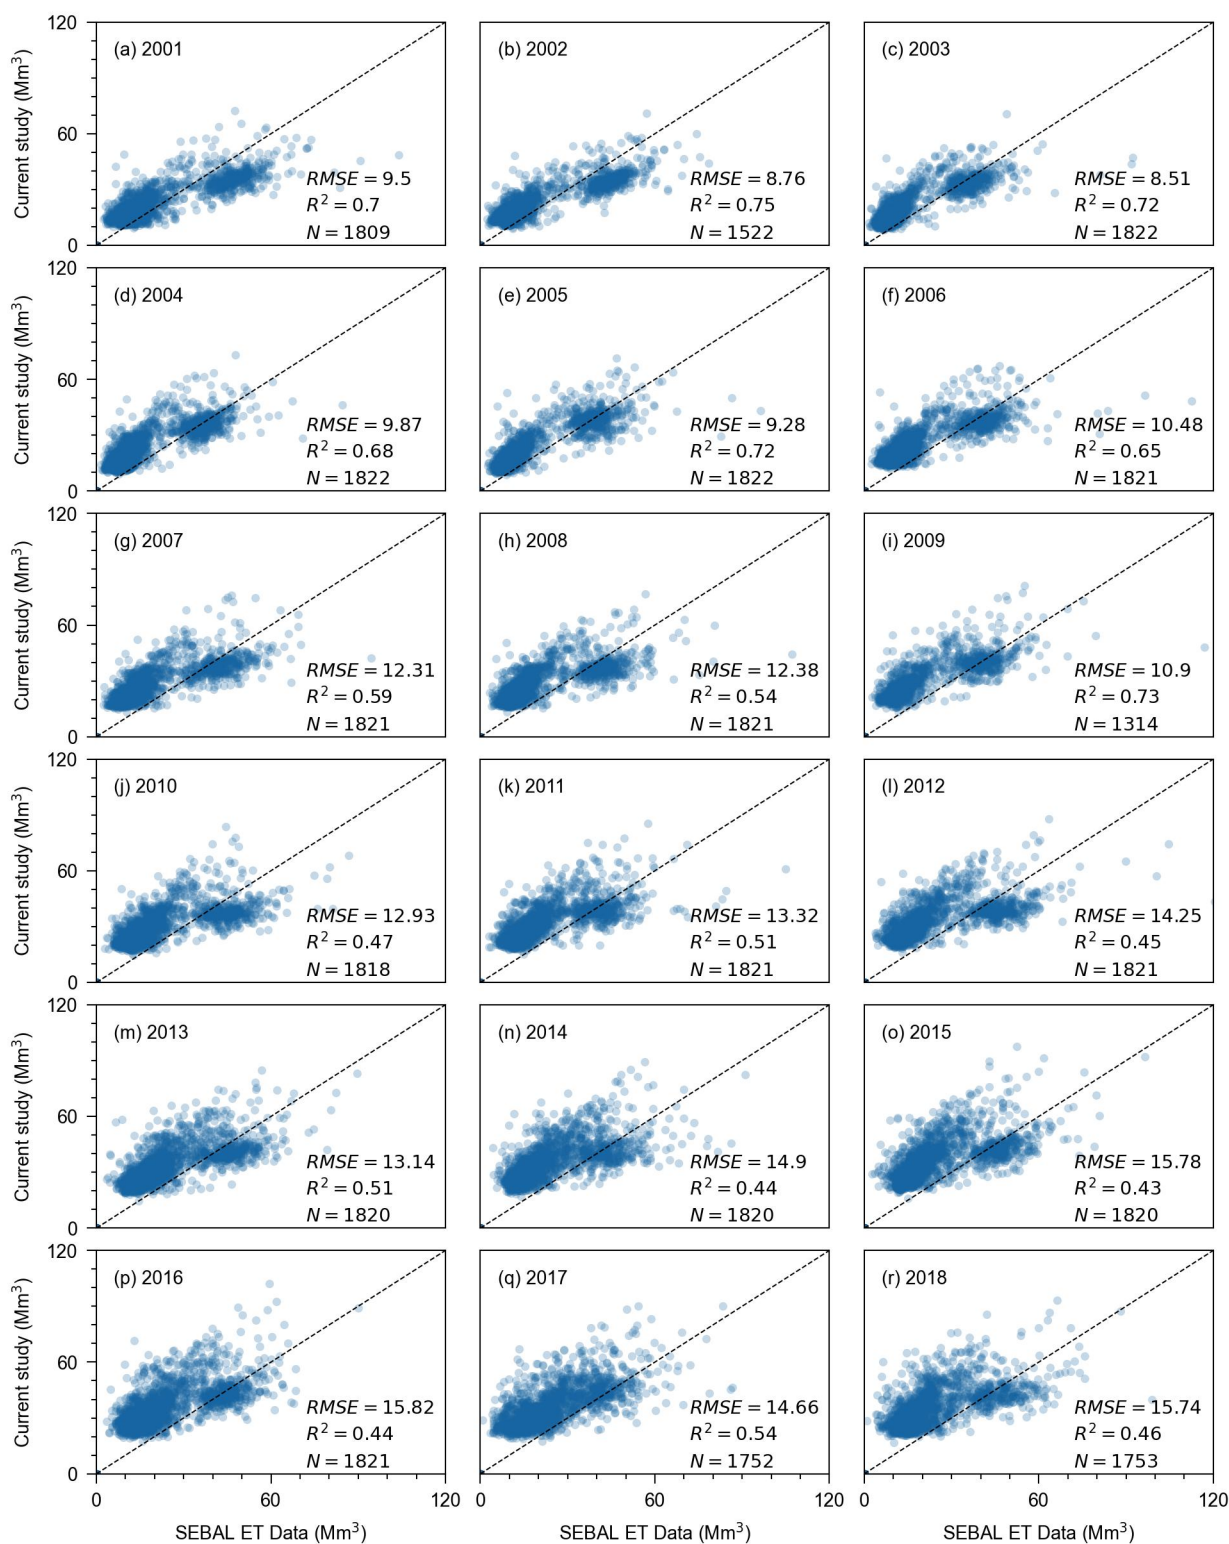 120
60
0
Current study (Mm³)
(a) 2001
RMSE = 9.5
R² = 0.7
N = 1809
(b) 2002
RMSE = 8.76
R² = 0.75
N = 1522
(c) 2003
RMSE = 8.51
R² = 0.72
N = 1822
120
60
0
Current study (Mm³)
(d) 2004
RMSE = 9.87
R² = 0.68
N = 1822
(e) 2005
RMSE = 9.28
R² = 0.72
N = 1822
(f) 2006
RMSE = 10.48
R² = 0.65
N = 1821
120
60
0
Current study (Mm³)
(g) 2007
RMSE = 12.31
R² = 0.59
N = 1821
(h) 2008
RMSE = 12.38
R² = 0.54
N = 1821
(i) 2009
RMSE = 10.9
R² = 0.73
N = 1314
120
60
0
Current study (Mm³)
(j) 2010
RMSE = 12.93
R² = 0.47
N = 1818
(k) 2011
RMSE = 13.32
R² = 0.51
N = 1821
(l) 2012
RMSE = 14.25
R² = 0.45
N = 1821
120
60
0
Current study (Mm³)
(m) 2013
RMSE = 13.14
R² = 0.51
N = 1820
(n) 2014
RMSE = 14.9
R² = 0.44
N = 1820
(o) 2015
RMSE = 15.78
R² = 0.43
N = 1820
120
60
0
Current study (Mm³)
(p) 2016
RMSE = 15.82
R² = 0.44
N = 1821
(q) 2017
RMSE = 14.66
R² = 0.54
N = 1752
(r) 2018
RMSE = 15.74
R² = 0.46
N = 1753
0 60 0 60 120 0 60 120
SEBAL ET Data (Mm³) SEBAL ET Data (Mm³) SEBAL ET Data (Mm³)